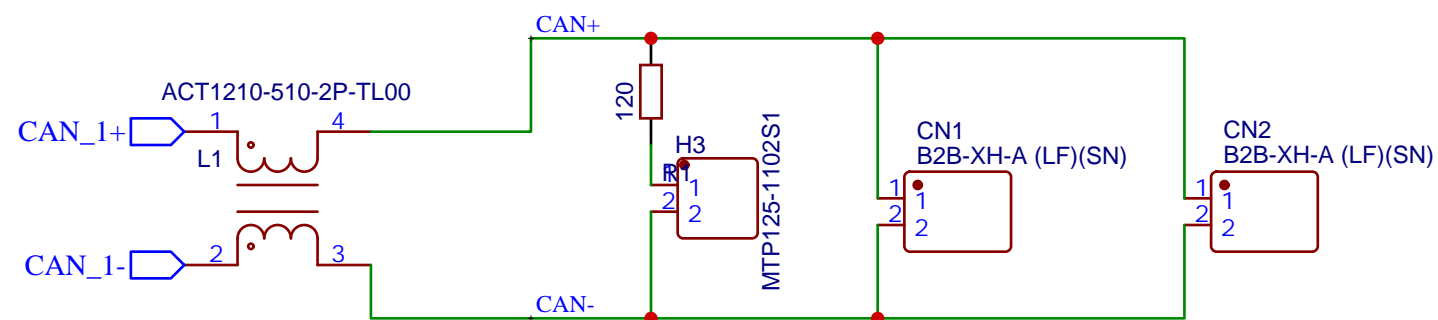 CAN+
ACT1210-510-2P-TL00
CAN_1+
1
4
L1
120
H3
R1
1
1
2
2
MTP125-1102S1
CN1
B2B-XH-A (LF)(SN)
1
1
2
2
CN2
B2B-XH-A (LF)(SN)
1
1
2
2
CAN_1-
2
3
CAN-